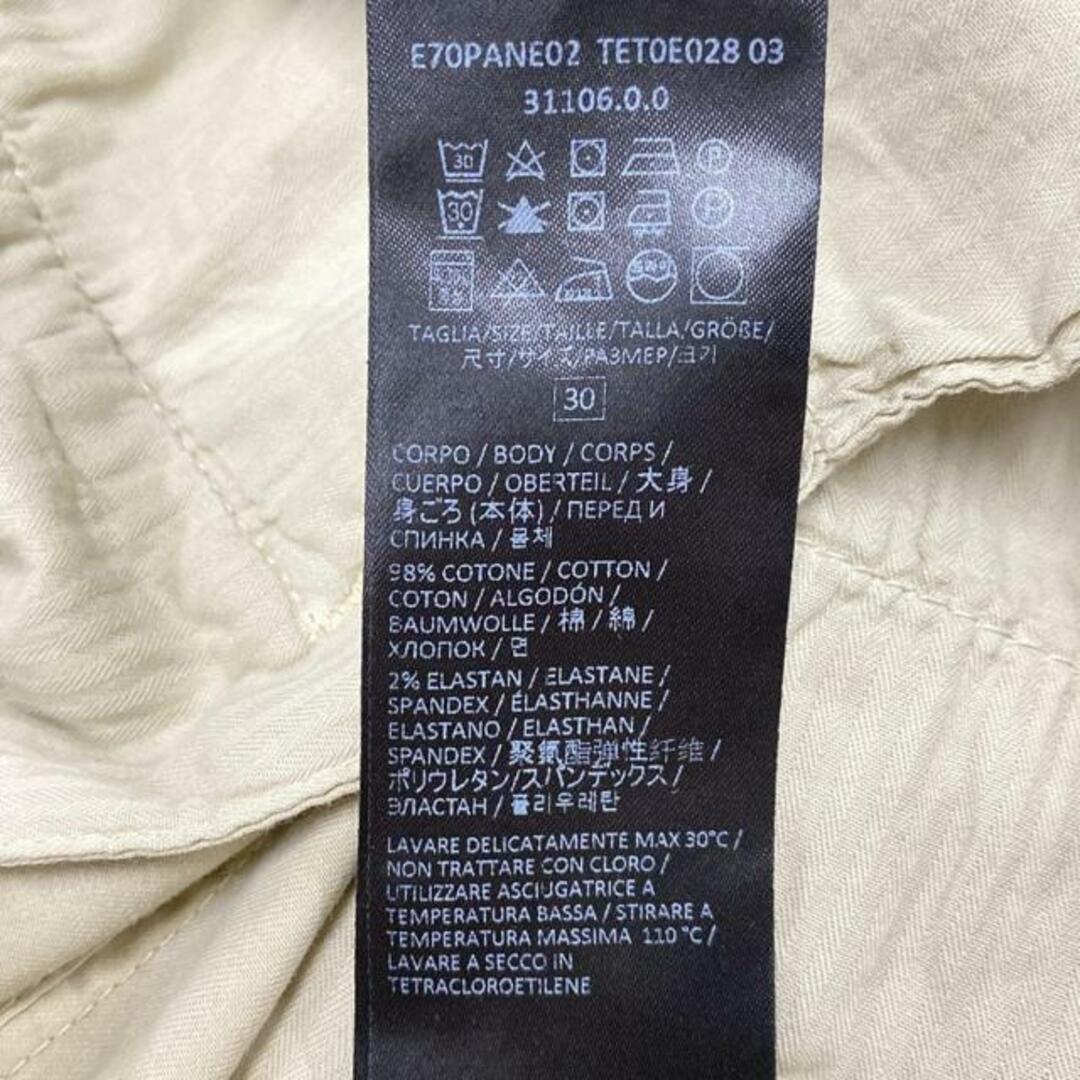 E70PANE02 TET0E028 03
31106.0.0
30
30
TAGLIA/SIZE/TAILLE/TALLA/GRÖßE/
尺寸/サイズ/РАЗМЕР/크기
30
CORPO / BODY / CORPS /
CUERPO / OBERTEIL / 大身 /
身ごろ (本体) / ПЕРЕД И
СПИНКА / 몸체
98% COTONE / COTTON /
COTON / ALGODÓN /
BAUMWOLLE / 棉 / 綿 /
ХЛОПОК / 면
2% ELASTAN / ELASTANE /
SPANDEX / ÉLASTHANNE /
ELASTANO / ELASTHAN /
SPANDEX / 聚氨酯弹性纤维 /
ポリウレタン/スパンデックス /
ЭЛАСТАН / 폴리우레탄
LAVARE DELICATAMENTE MAX 30°C /
NON TRATTARE CON CLORO /
UTILIZZARE ASCIUGATRICE A
TEMPERATURA BASSA / STIRARE A
TEMPERATURA MASSIMA 110 °C /
LAVARE A SECCO IN
TETRACLOROETILENE